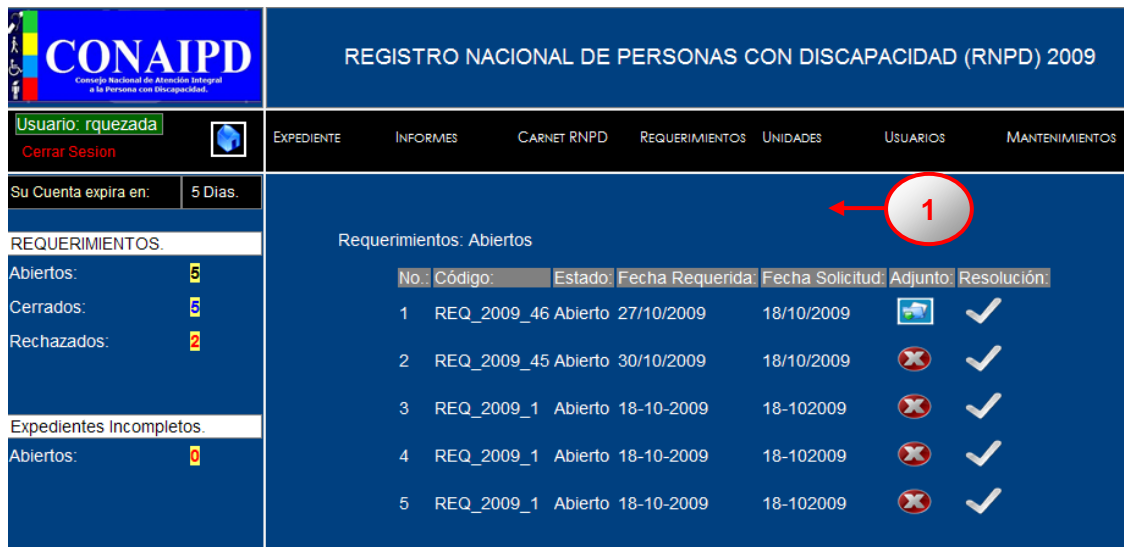 CONAIPD
Consejo Nacional de Atención Integral
a la Persona con Discapacidad.
REGISTRO NACIONAL DE PERSONAS CON DISCAPACIDAD (RNPD) 2009
Usuario: rquezada
Cerrar Sesion
EXPEDIENTE INFORMES CARNET RNPD REQUERIMIENTOS UNIDADES USUARIOS MANTENIMIENTOS
Su Cuenta expira en: 5 Dias.
1
REQUERIMIENTOS.
Abiertos: 5
Cerrados: 5
Rechazados: 2
Expedientes Incompletos.
Abiertos: 0
Requerimientos: Abiertos
No.: Código: Estado: Fecha Requerida: Fecha Solicitud: Adjunto: Resolución:
1 REQ_2009_46 Abierto 27/10/2009 18/10/2009
2 REQ_2009_45 Abierto 30/10/2009 18/10/2009
3 REQ_2009_1 Abierto 18-10-2009 18-102009
4 REQ_2009_1 Abierto 18-10-2009 18-102009
5 REQ_2009_1 Abierto 18-10-2009 18-102009